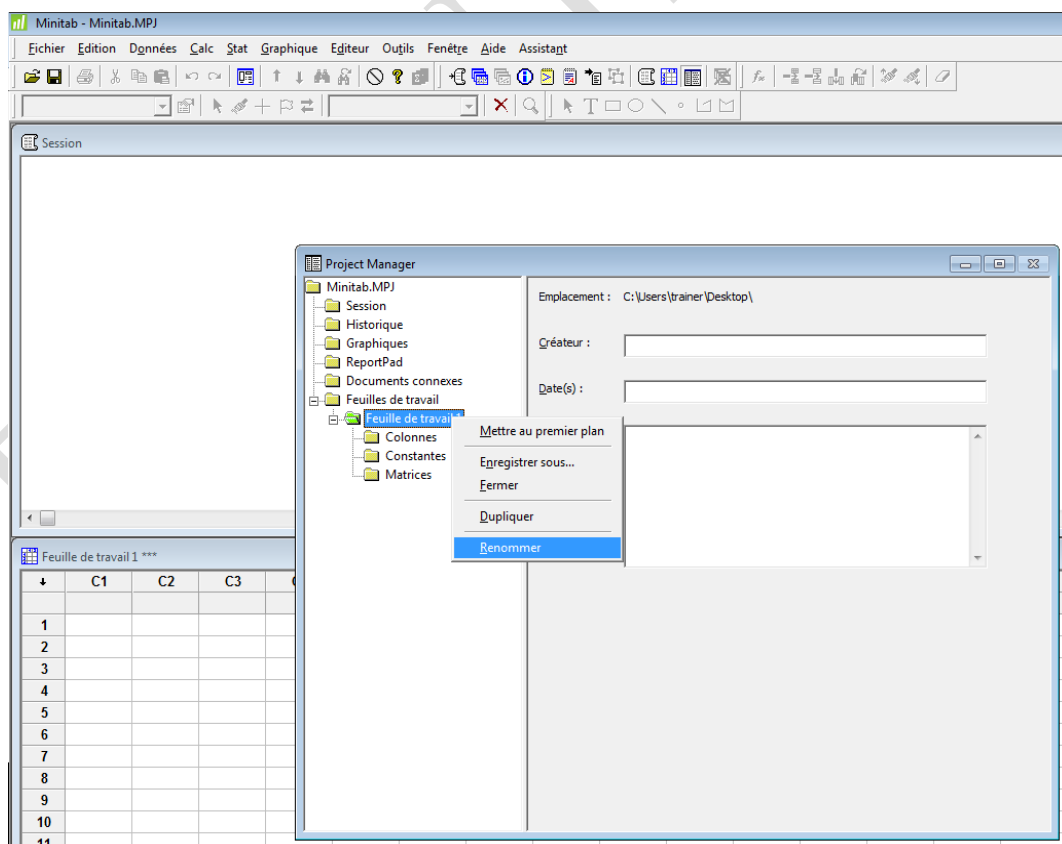 Minitab - Minitab.MPJ
Fichier Edition Données Calc Stat Graphique Editeur Outils Fenêtre Aide Assistant
Session
Project Manager
Minitab.MPJ
Session
Historique
Graphiques
ReportPad
Documents connexes
Feuilles de travail
Feuille de travail 1
Colonnes
Constantes
Matrices
Emplacement : C:\Users\trainer\Desktop\
Créateur :
Date(s) :
Mettre au premier plan
Enregistrer sous...
Fermer
Dupliquer
Renommer
Feuille de travail 1 ***
C1 C2 C3
1
2
3
4
5
6
7
8
9
10
11